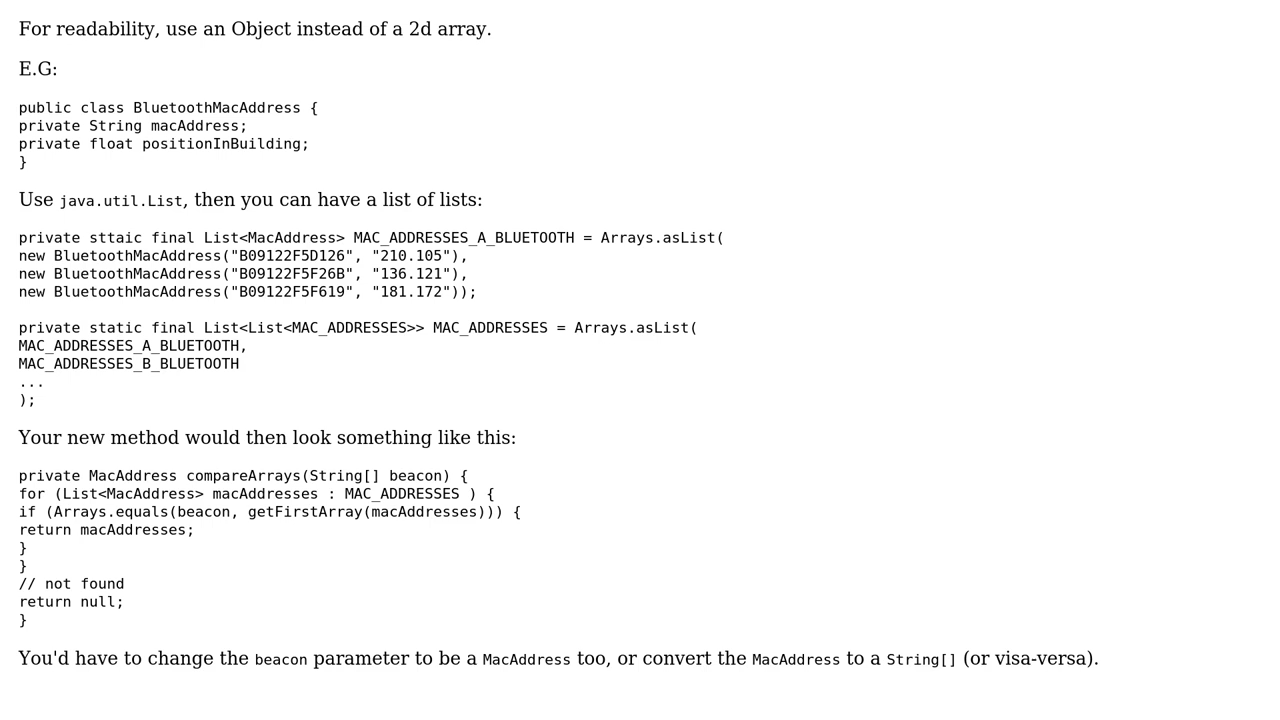 For readability, use an Object instead of a 2d array.
E.G:
public class BluetoothMacAddress {
private String macAddress;
private float positionInBuilding;
}
Use java.util.List, then you can have a list of lists:
private sttaic final List<MacAddress> MAC_ADDRESSES_A_BLUETOOTH = Arrays.asList(
new BluetoothMacAddress("B09122F5D126", "210.105"),
new BluetoothMacAddress("B09122F5F26B", "136.121"),
new BluetoothMacAddress("B09122F5F619", "181.172"));
private static final List<List<MAC_ADDRESSES>> MAC_ADDRESSES = Arrays.asList(
MAC_ADDRESSES_A_BLUETOOTH,
MAC_ADDRESSES_B_BLUETOOTH
...
);
Your new method would then look something like this:
private MacAddress compareArrays(String[] beacon) {
for (List<MacAddress> macAddresses : MAC_ADDRESSES ) {
if (Arrays.equals(beacon, getFirstArray(macAddresses))) {
return macAddresses;
}
}
// not found
return null;
}
You'd have to change the beacon parameter to be a MacAddress too, or convert the MacAddress to a String[] (or visa-versa).